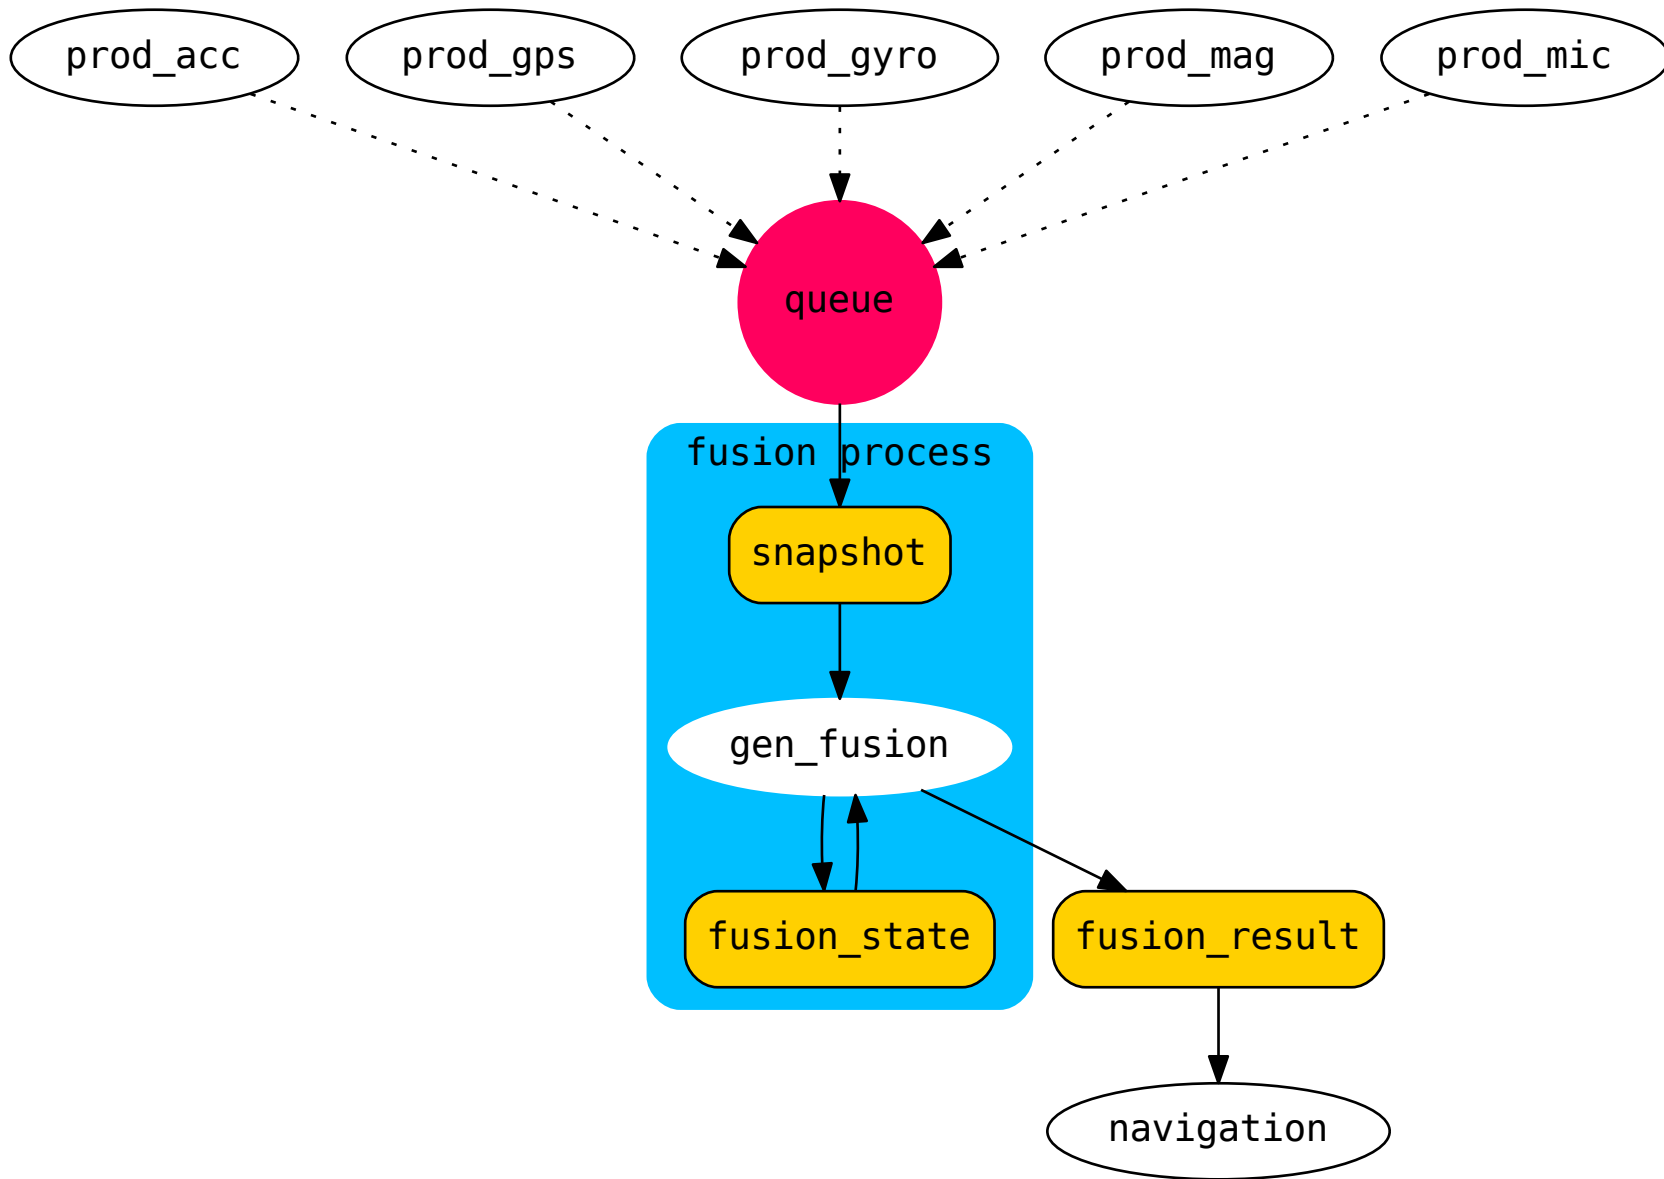 prod_acc
prod_gps
prod_gyro
prod_mag
prod_mic
queue
fusion process
snapshot
gen_fusion
fusion_state
fusion_result
navigation